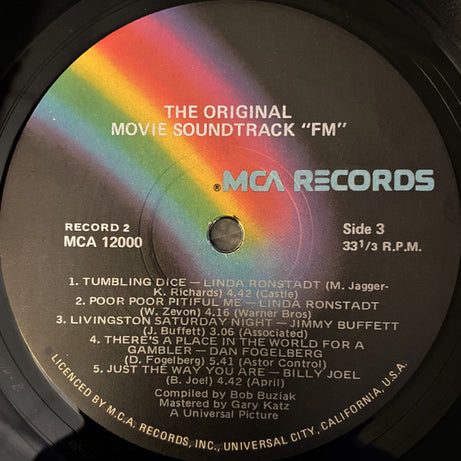 THE ORIGINAL
MOVIE SOUNDTRACK "FM"
®MCA RECORDS
RECORD 2
MCA 12000
Side 3
33 1/3 R.P.M.
1. TUMBLING DICE — LINDA RONSTADT (M. Jagger-
K. Richards) 4.42 (Castle)
2. POOR POOR PITIFUL ME — LINDA RONSTADT
(W. Zevon) 4.16 (Warner Bros)
3. LIVINGSTON SATURDAY NIGHT — JIMMY BUFFETT
(J. Buffett) 3.06 (Associated)
4. THERE'S A PLACE IN THE WORLD FOR A
GAMBLER — DAN FOGELBERG
(D. Fogelberg) 5.41 (Astor Control)
5. JUST THE WAY YOU ARE — BILLY JOEL
(B. Joel) 4.42 (April)
Compiled by Bob Buziak
Mastered by Gary Katz
A Universal Picture
LICENCED BY M.C.A. RECORDS, INC., UNIVERSAL CITY, CALIFORNIA, U.S.A.